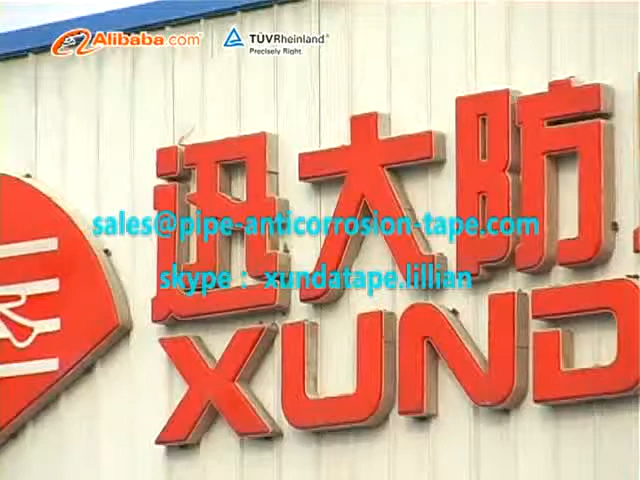 Alibaba.com TÜVRheinland®
Precisely Right.
迅大防
sales@pipe-anticorrosion-tape.com
skype： xundatape.lillian
XUND